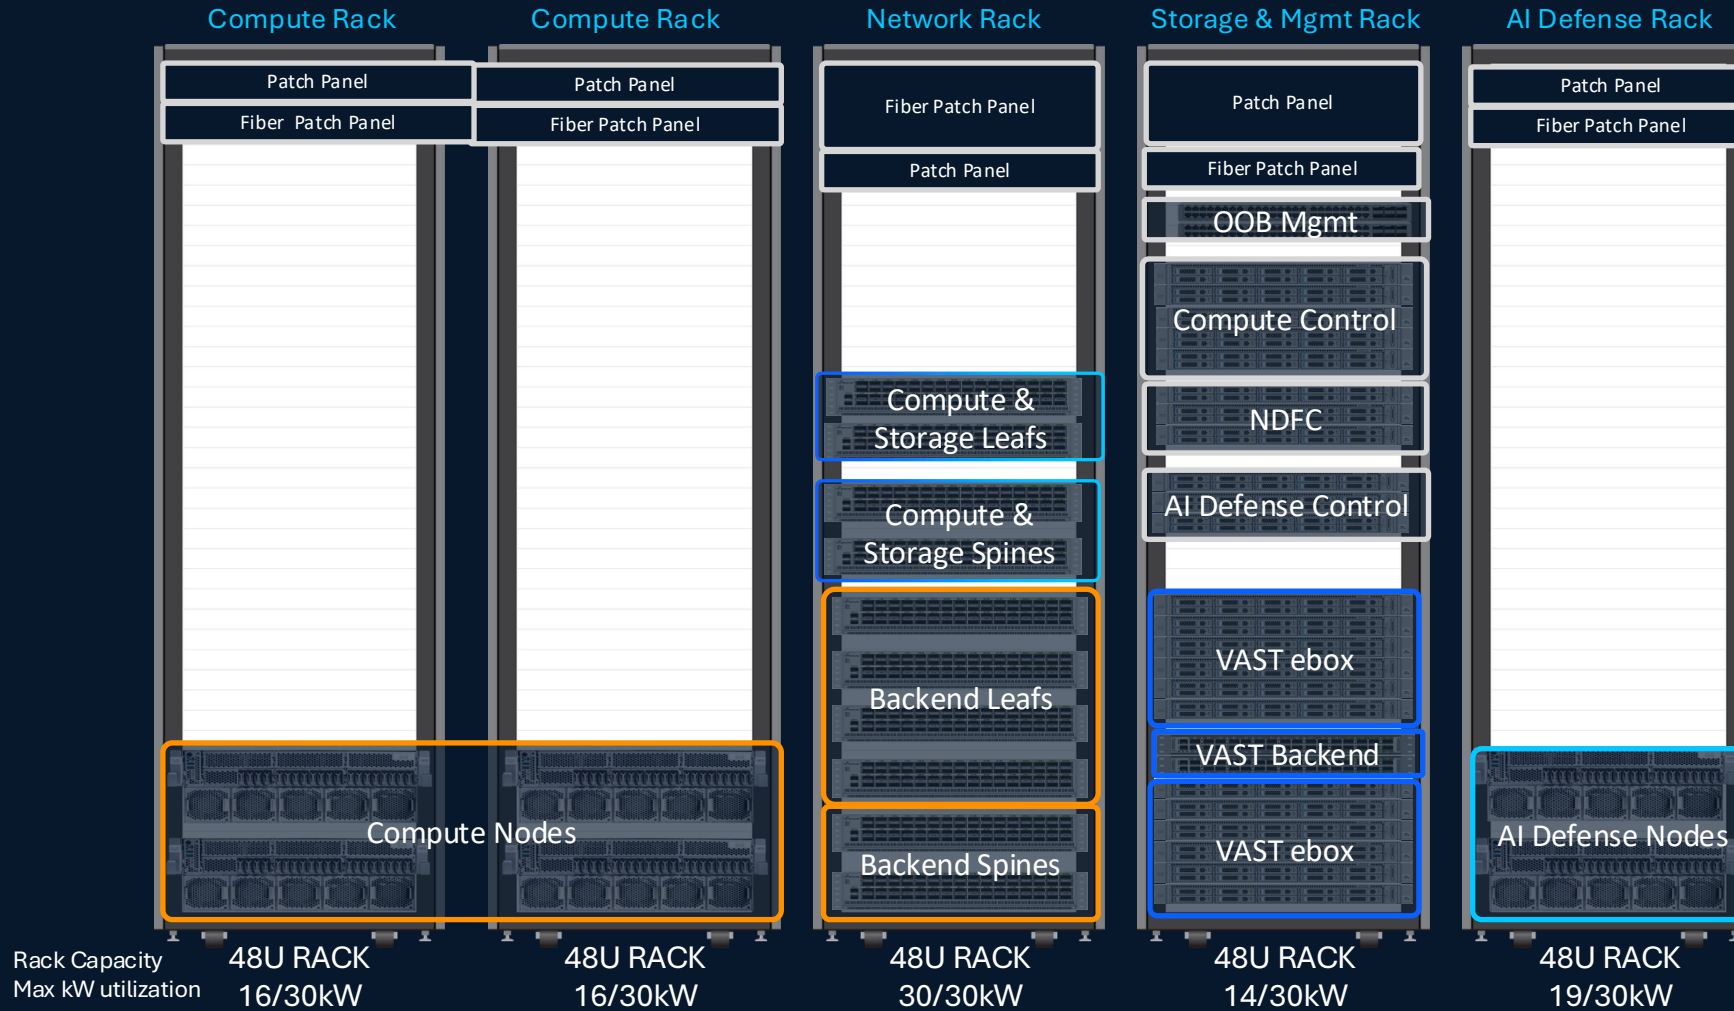 Compute Rack
Compute Rack
Network Rack
Storage & Mgmt Rack
AI Defense Rack
Patch Panel
Fiber Patch Panel
Patch Panel
Fiber Patch Panel
Fiber Patch Panel
Patch Panel
Patch Panel
Fiber Patch Panel
Patch Panel
Fiber Patch Panel
OOB Mgmt
Compute Control
NDFC
AI Defense Control
Compute &
Storage Leafs
Compute &
Storage Spines
Backend Leafs
Backend Spines
VAST ebox
VAST Backend
VAST ebox
Compute Nodes
AI Defense Nodes
Rack Capacity
Max kW utilization
48U RACK
16/30kW
48U RACK
16/30kW
48U RACK
30/30kW
48U RACK
14/30kW
48U RACK
19/30kW